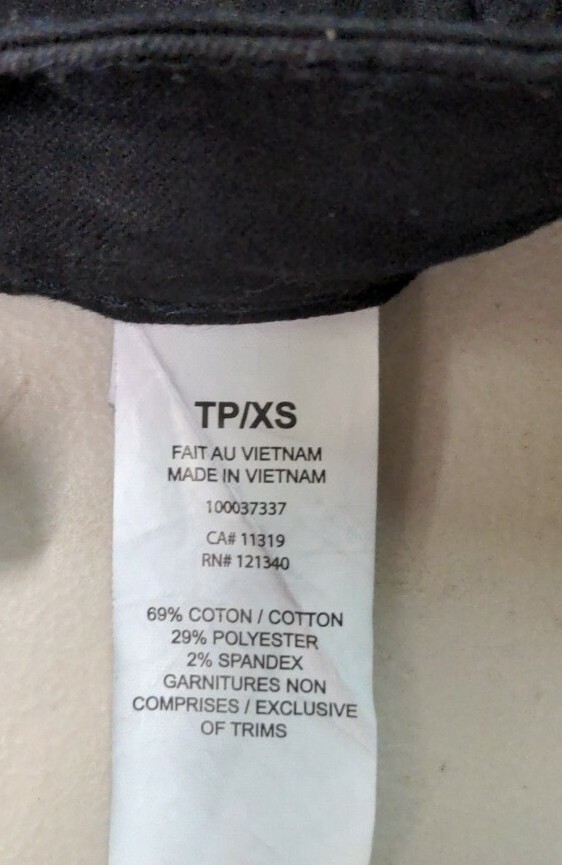 TP/XS
FAIT AU VIETNAM
MADE IN VIETNAM
100037337
CA# 11319
RN# 121340
69% COTON / COTTON
29% POLYESTER
2% SPANDEX
GARNITURES NON
COMPRISES / EXCLUSIVE
OF TRIMS